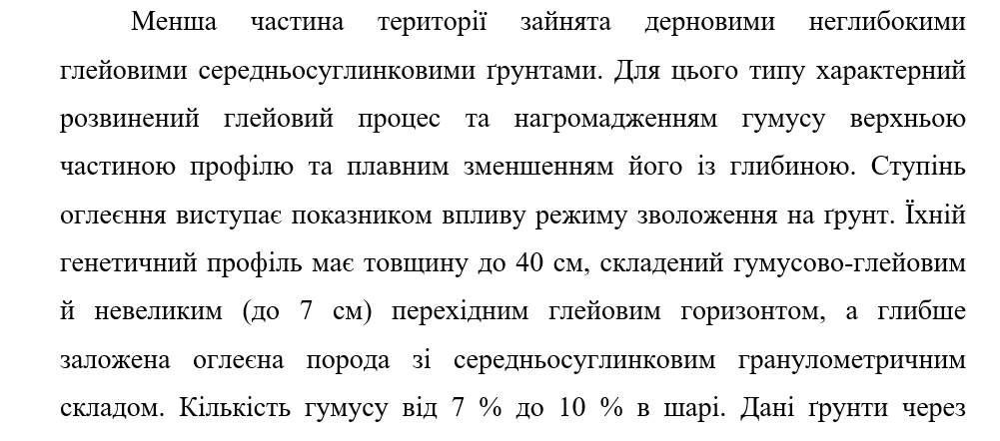 Менша частина території зайнята дерновими неглибокими
глейовими середньосуглинковими ґрунтами. Для цього типу характерний
розвинений глейовий процес та нагромадженням гумусу верхньою
частиною профілю та плавним зменшенням його із глибиною. Ступінь
оглеєння виступає показником впливу режиму зволоження на ґрунт. Їхній
генетичний профіль має товщину до 40 см, складений гумусово-глейовим
й невеликим (до 7 см) перехідним глейовим горизонтом, а глибше
заложена оглеєна порода зі середньосуглинковим гранулометричним
складом. Кількість гумусу від 7 % до 10 % в шарі. Дані ґрунти через